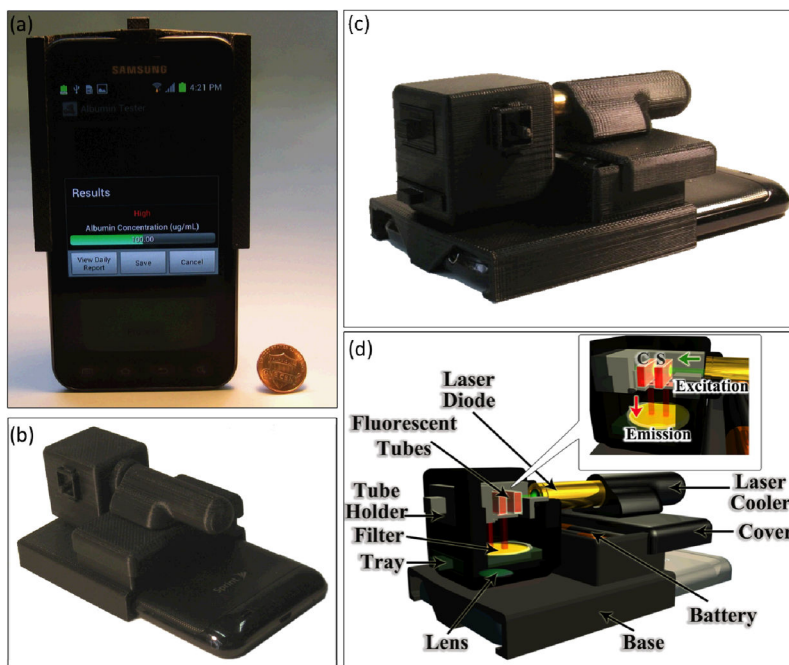 (a)
SAMSUNG
4:21 PM
Albumin Tester
Results
High
Albumin Concentration (ug/mL)
View Daily
Report
Save
Cancel
(b)
Sprint
(c)
(d)
C S
Excitation
Emission
Laser
Diode
Fluorescent
Tubes
Tube
Holder
Filter
Tray
Lens
Laser
Cooler
Cover
Battery
Base